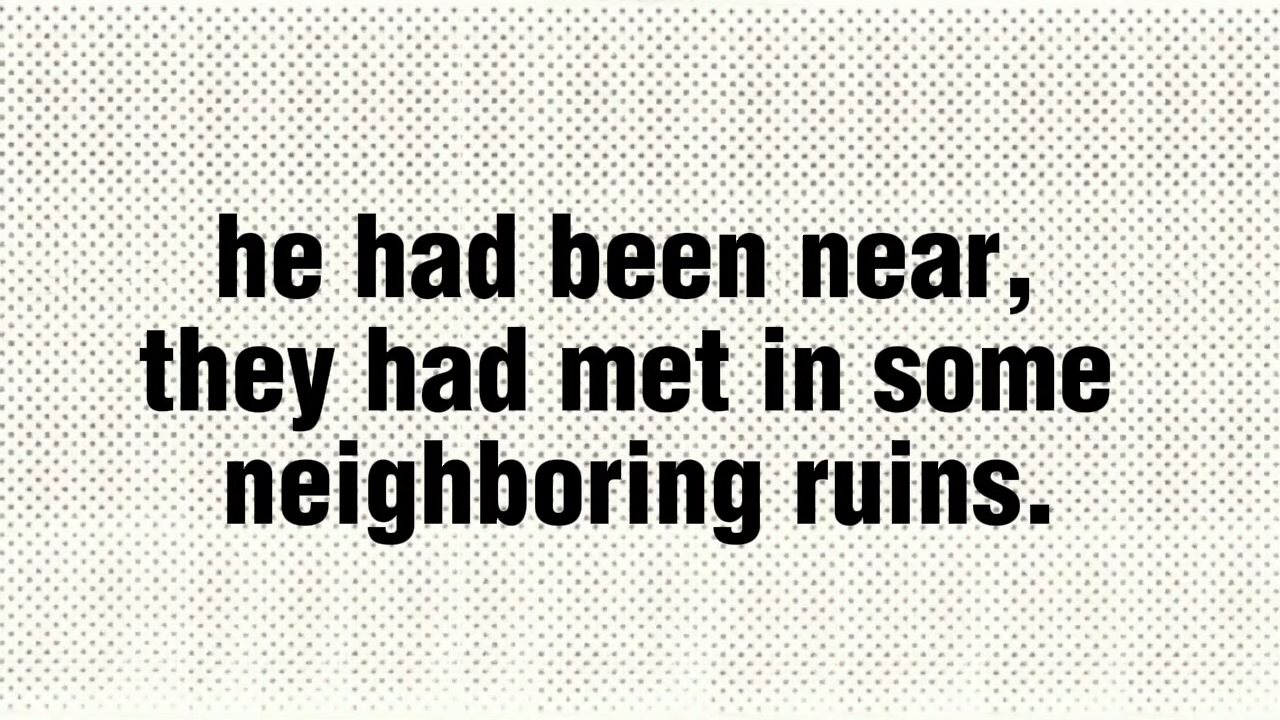 he had been near,
they had met in some
neighboring ruins.